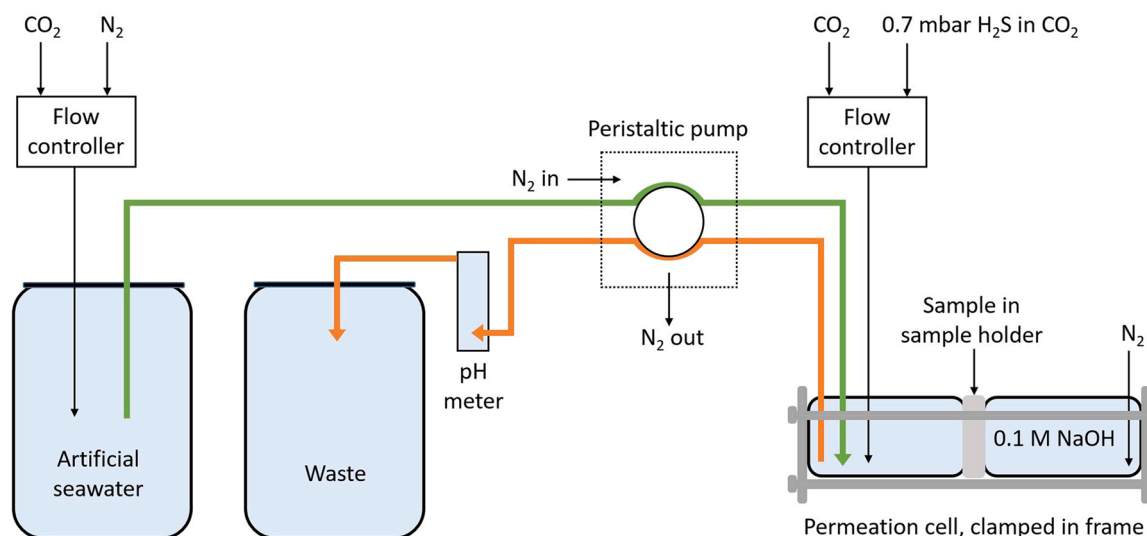 CO₂
N₂
Flow
controller
Artificial
seawater
Waste
pH
meter
Peristaltic pump
N₂ in
N₂ out
CO₂
0.7 mbar H₂S in CO₂
Flow
controller
Sample in
sample holder
N₂
0.1 M NaOH
Permeation cell, clamped in frame